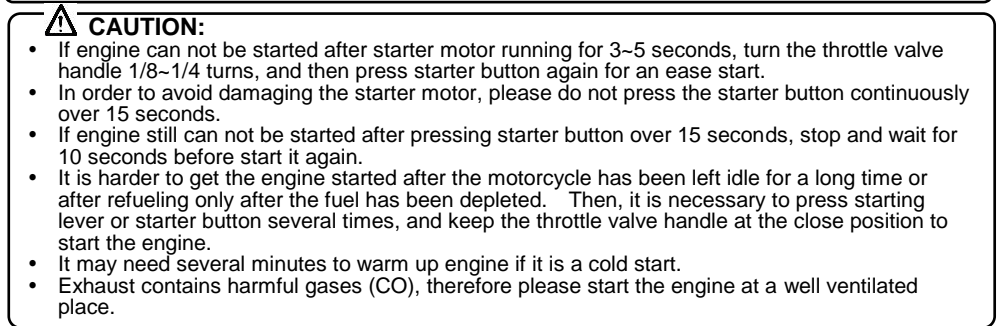 ⚠ CAUTION:
• If engine can not be started after starter motor running for 3~5 seconds, turn the throttle valve
handle 1/8~1/4 turns, and then press starter button again for an ease start.
• In order to avoid damaging the starter motor, please do not press the starter button continuously
over 15 seconds.
• If engine still can not be started after pressing starter button over 15 seconds, stop and wait for
10 seconds before start it again.
• It is harder to get the engine started after the motorcycle has been left idle for a long time or
after refueling only after the fuel has been depleted.   Then, it is necessary to press starting
lever or starter button several times, and keep the throttle valve handle at the close position to
start the engine.
• It may need several minutes to warm up engine if it is a cold start.
• Exhaust contains harmful gases (CO), therefore please start the engine at a well ventilated
place.